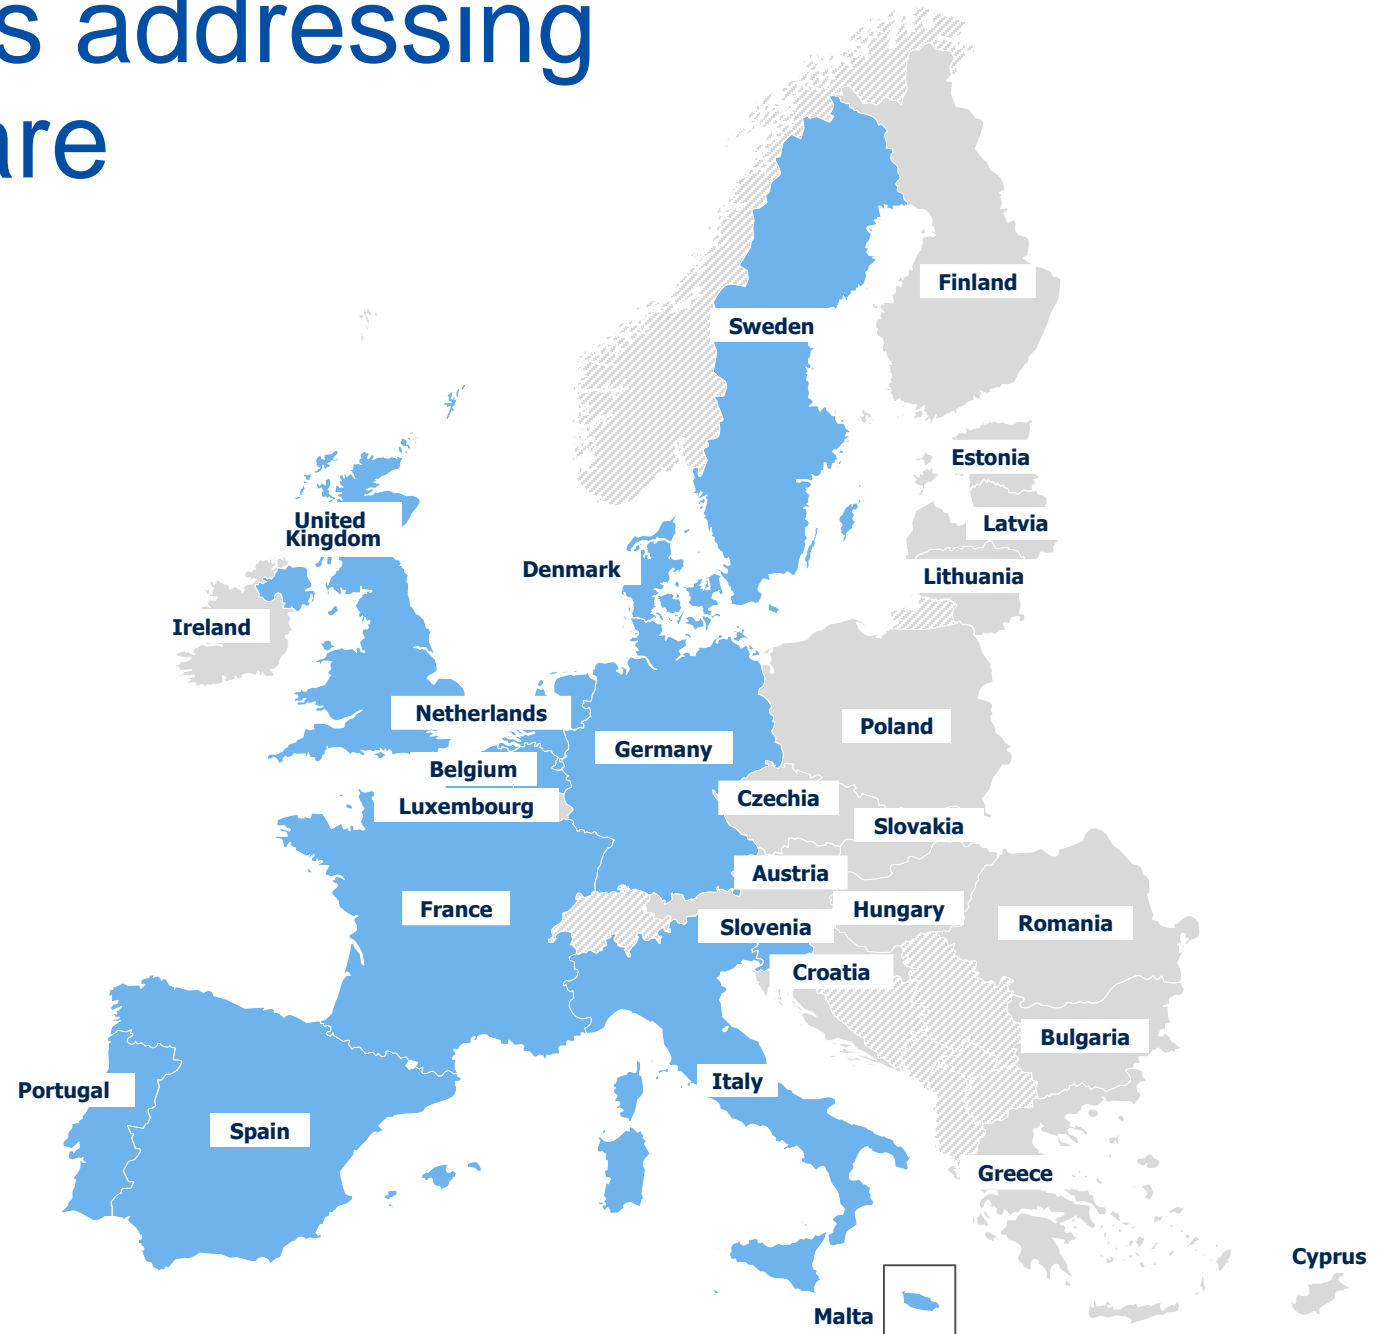 s addressing
are
Finland
Sweden
Estonia
United
Kingdom
Latvia
Denmark
Lithuania
Ireland
Netherlands
Poland
Germany
Belgium
Czechia
Luxembourg
Slovakia
Austria
France
Hungary
Romania
Slovenia
Croatia
Bulgaria
Portugal
Italy
Spain
Greece
Cyprus
Malta